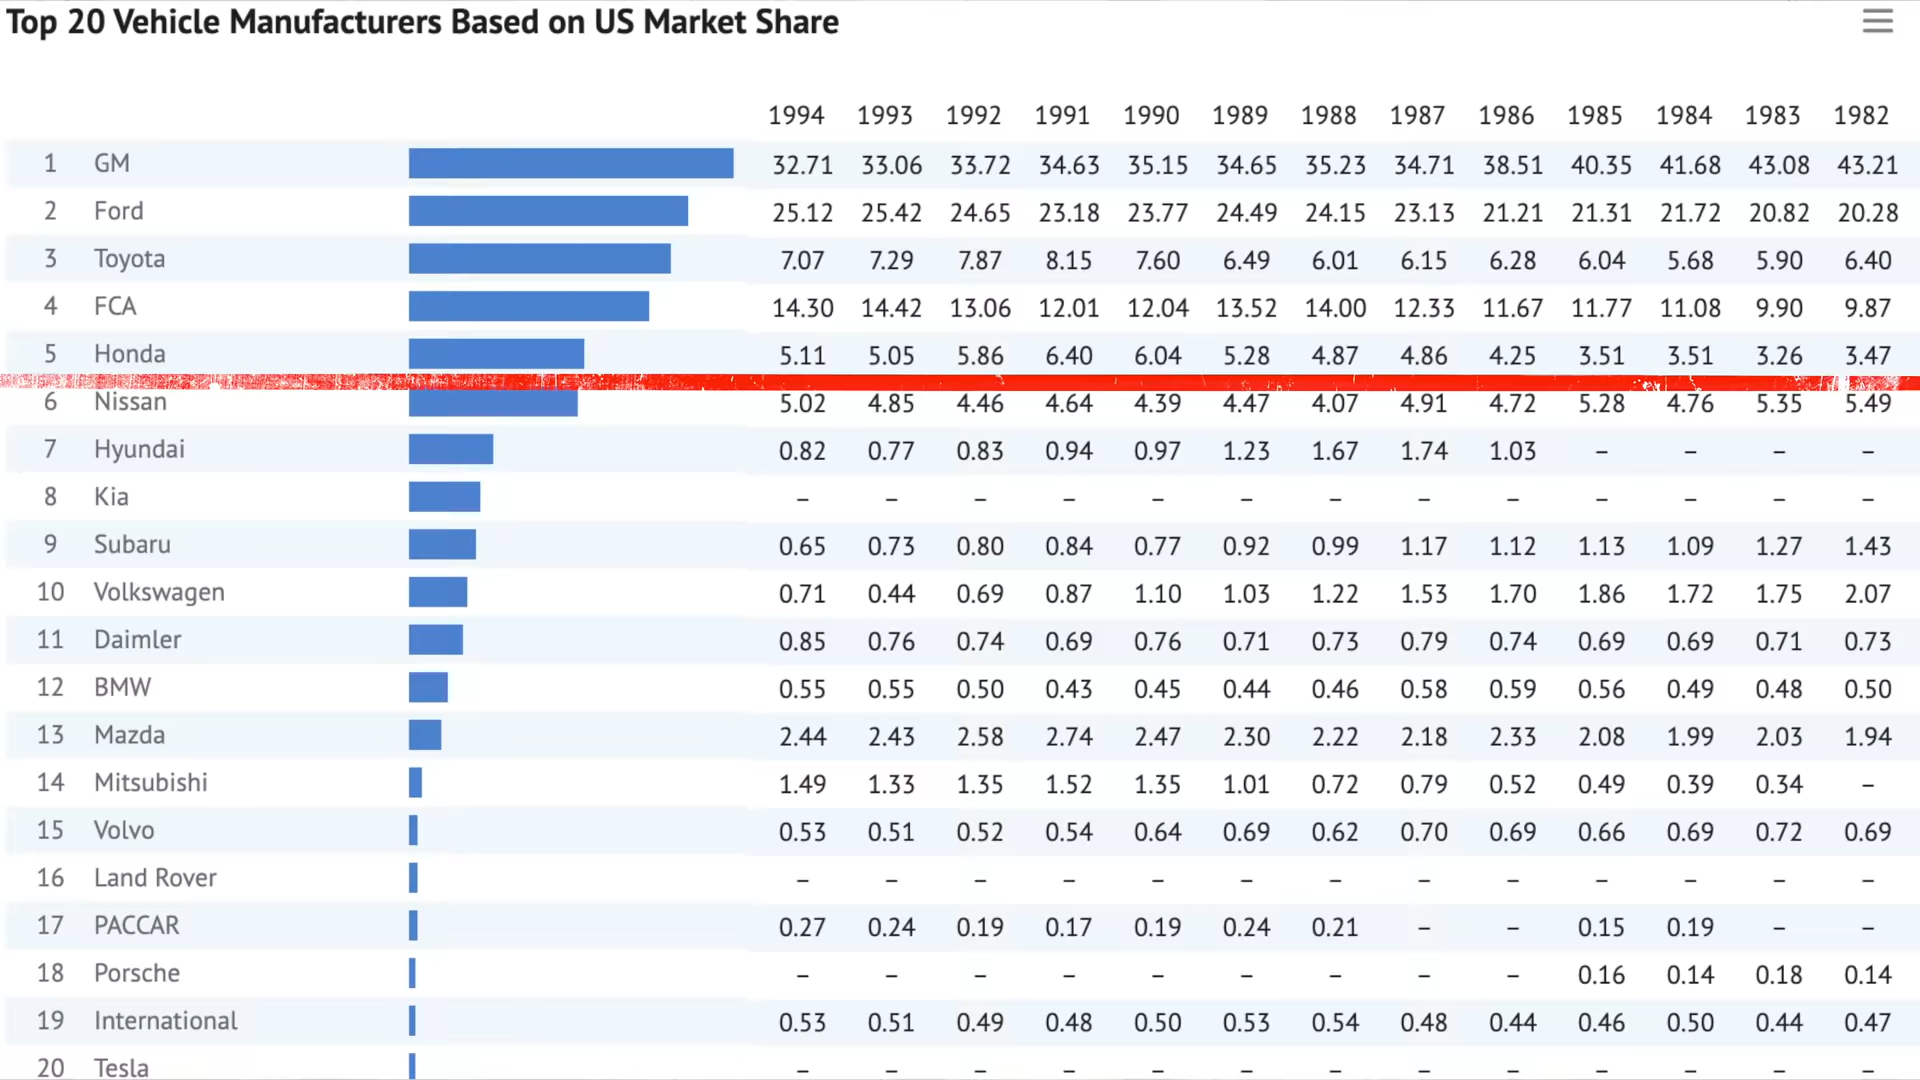 Top 20 Vehicle Manufacturers Based on US Market Share
1994 1993 1992 1991 1990 1989 1988 1987 1986 1985 1984 1983 1982
1 GM 32.71 33.06 33.72 34.63 35.15 34.65 35.23 34.71 38.51 40.35 41.68 43.08 43.21
2 Ford 25.12 25.42 24.65 23.18 23.77 24.49 24.15 23.13 21.21 21.31 21.72 20.82 20.28
3 Toyota 7.07 7.29 7.87 8.15 7.60 6.49 6.01 6.15 6.28 6.04 5.68 5.90 6.40
4 FCA 14.30 14.42 13.06 12.01 12.04 13.52 14.00 12.33 11.67 11.77 11.08 9.90 9.87
5 Honda 5.11 5.05 5.86 6.40 6.04 5.28 4.87 4.86 4.25 3.51 3.51 3.26 3.47
6 Nissan 5.02 4.85 4.46 4.64 4.39 4.47 4.07 4.91 4.72 5.28 4.76 5.35 5.49
7 Hyundai 0.82 0.77 0.83 0.94 0.97 1.23 1.67 1.74 1.03 – – – –
8 Kia – – – – – – – – – – – – –
9 Subaru 0.65 0.73 0.80 0.84 0.77 0.92 0.99 1.17 1.12 1.13 1.09 1.27 1.43
10 Volkswagen 0.71 0.44 0.69 0.87 1.10 1.03 1.22 1.53 1.70 1.86 1.72 1.75 2.07
11 Daimler 0.85 0.76 0.74 0.69 0.76 0.71 0.73 0.79 0.74 0.69 0.69 0.71 0.73
12 BMW 0.55 0.55 0.50 0.43 0.45 0.44 0.46 0.58 0.59 0.56 0.49 0.48 0.50
13 Mazda 2.44 2.43 2.58 2.74 2.47 2.30 2.22 2.18 2.33 2.08 1.99 2.03 1.94
14 Mitsubishi 1.49 1.33 1.35 1.52 1.35 1.01 0.72 0.79 0.52 0.49 0.39 0.34 –
15 Volvo 0.53 0.51 0.52 0.54 0.64 0.69 0.62 0.70 0.69 0.66 0.69 0.72 0.69
16 Land Rover – – – – – – – – – – – – –
17 PACCAR 0.27 0.24 0.19 0.17 0.19 0.24 0.21 – – 0.15 0.19 – –
18 Porsche – – – – – – – – – 0.16 0.14 0.18 0.14
19 International 0.53 0.51 0.49 0.48 0.50 0.53 0.54 0.48 0.44 0.46 0.50 0.44 0.47
20 Tesla – – – – – – – – – – – – –